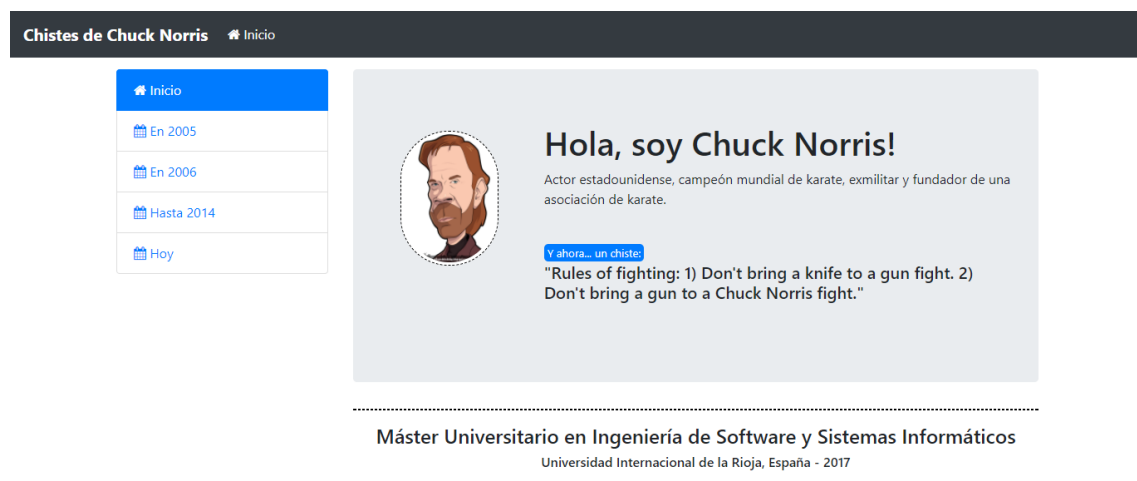 Chistes de Chuck Norris Inicio
Inicio
En 2005
En 2006
Hasta 2014
Hoy
Hola, soy Chuck Norris!
Actor estadounidense, campeón mundial de karate, exmilitar y fundador de una
asociación de karate.
Y ahora... un chiste:
"Rules of fighting: 1) Don't bring a knife to a gun fight. 2)
Don't bring a gun to a Chuck Norris fight."
Máster Universitario en Ingeniería de Software y Sistemas Informáticos
Universidad Internacional de la Rioja, España - 2017